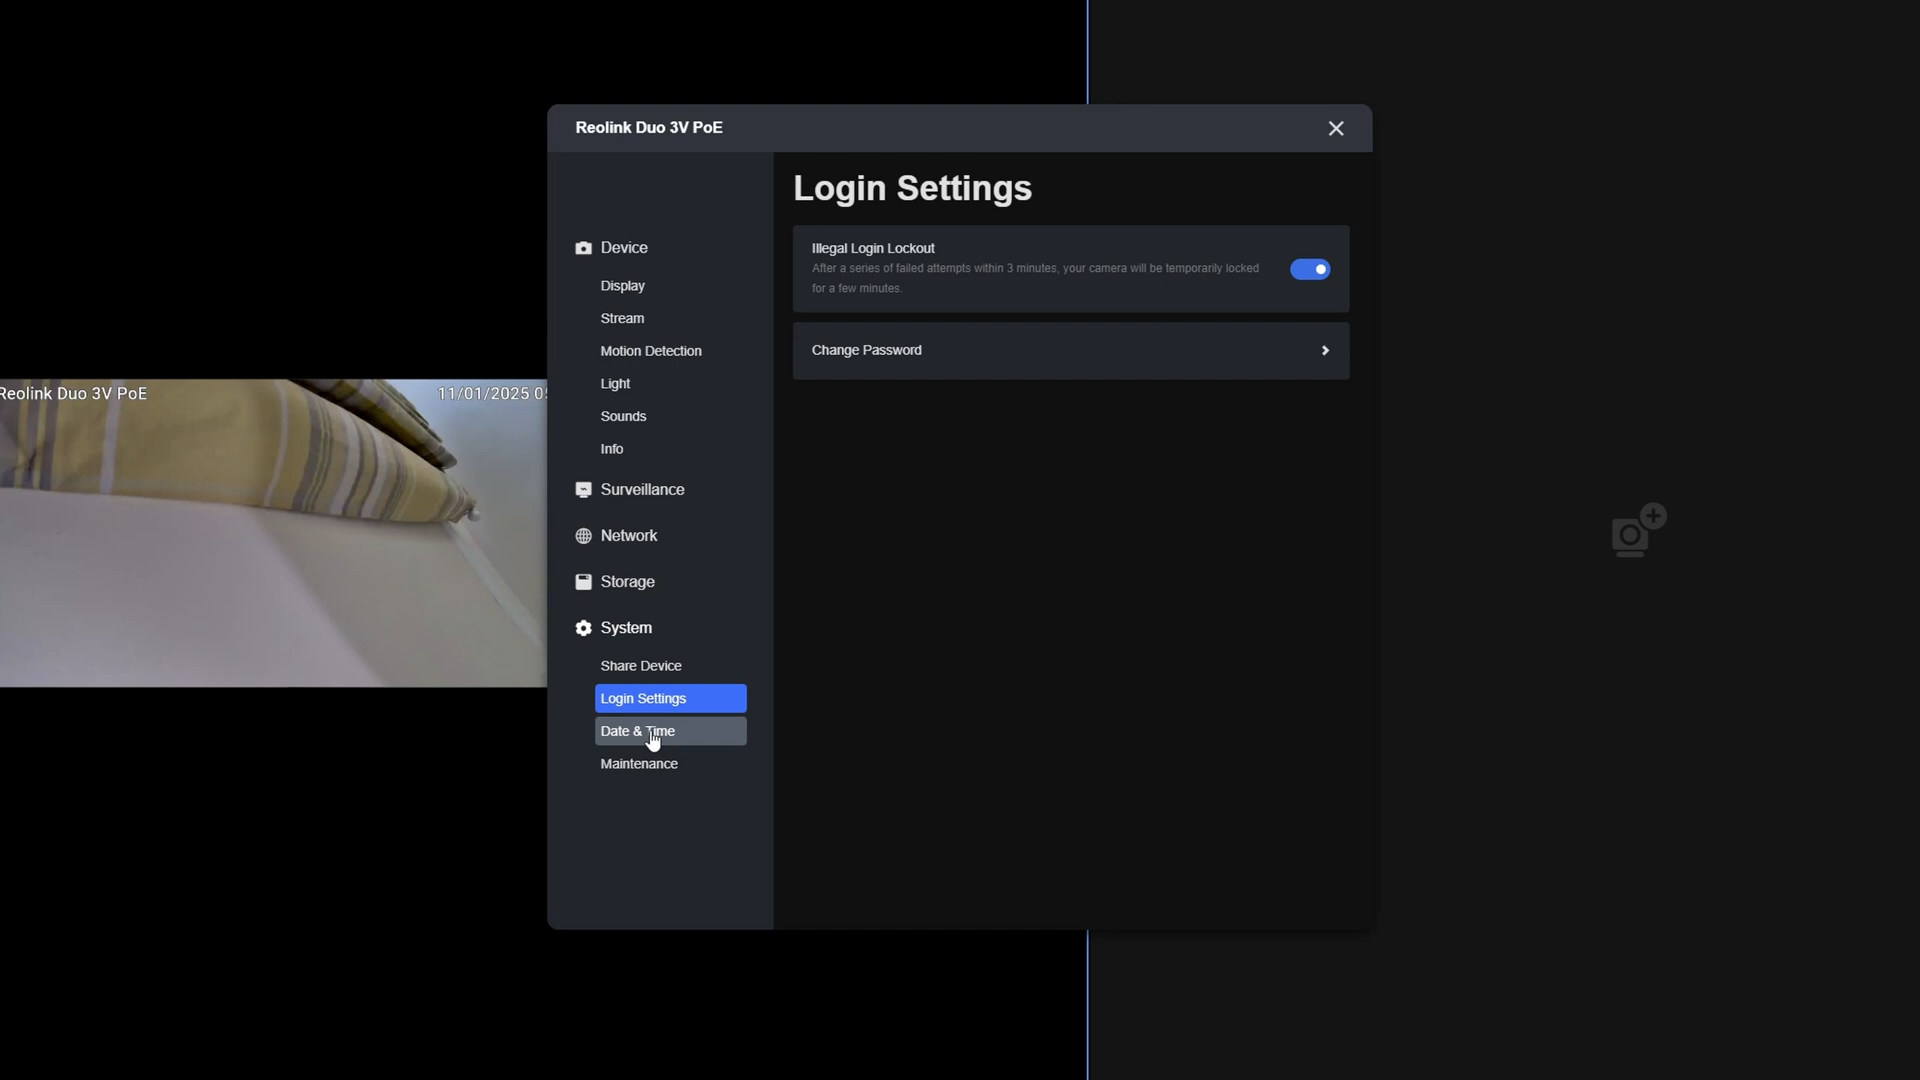 Reolink Duo 3V PoE
Login Settings
Device
Illegal Login Lockout
After a series of failed attempts within 3 minutes, your camera will be temporarily locked
for a few minutes.
Display
Stream
Change Password
Motion Detection
Light
Reolink Duo 3V PoE
11/01/2025 0
Sounds
Info
Surveillance
Network
Storage
System
Share Device
Login Settings
Date & Time
Maintenance